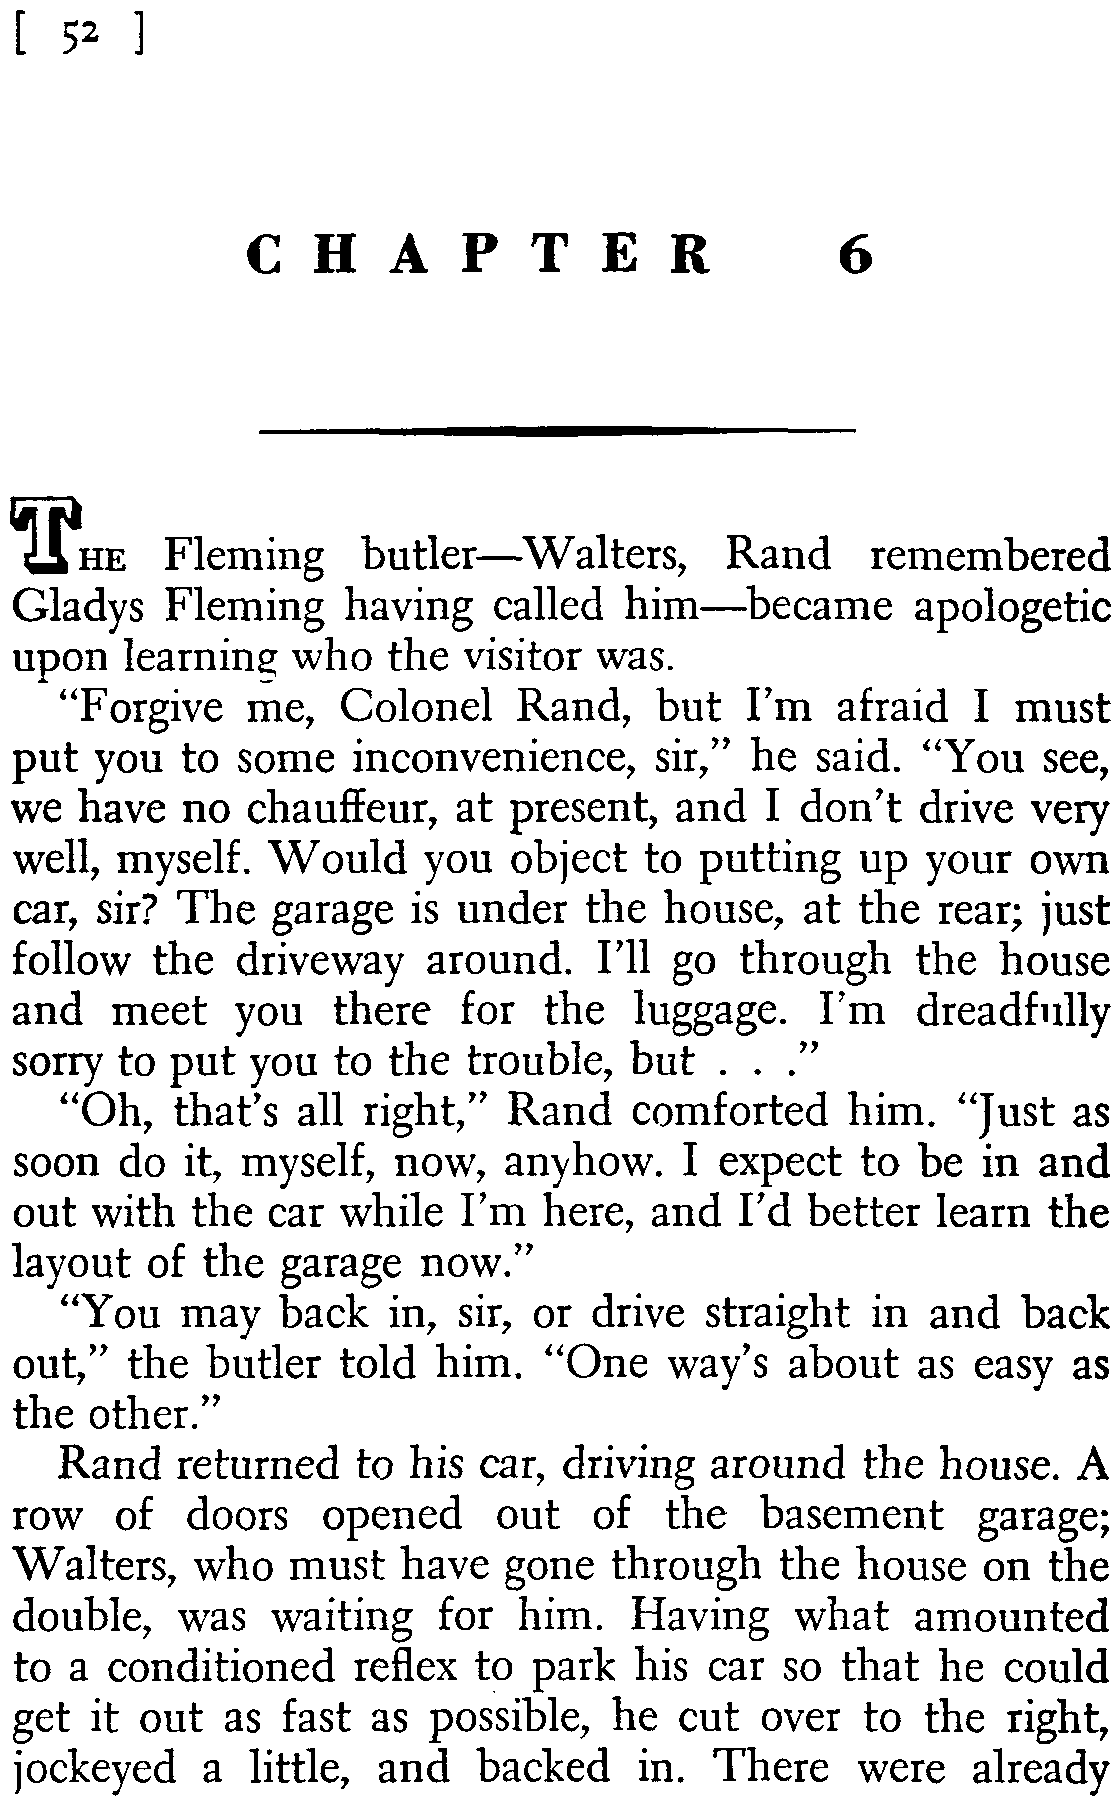 [ 52 ]
CHAPTER 6
THE Fleming butler—Walters, Rand remembered
Gladys Fleming having called him—became apologetic
upon learning who the visitor was.
“Forgive me, Colonel Rand, but I’m afraid I must
put you to some inconvenience, sir,” he said. “You see,
we have no chauffeur, at present, and I don’t drive very
well, myself. Would you object to putting up your own
car, sir? The garage is under the house, at the rear; just
follow the driveway around. I’ll go through the house
and meet you there for the luggage. I’m dreadfully
sorry to put you to the trouble, but . . .”
“Oh, that’s all right,” Rand comforted him. “Just as
soon do it, myself, now, anyhow. I expect to be in and
out with the car while I’m here, and I’d better learn the
layout of the garage now.”
“You may back in, sir, or drive straight in and back
out,” the butler told him. “One way’s about as easy as
the other.”
Rand returned to his car, driving around the house. A
row of doors opened out of the basement garage;
Walters, who must have gone through the house on the
double, was waiting for him. Having what amounted
to a conditioned reflex to park his car so that he could
get it out as fast as possible, he cut over to the right,
jockeyed a little, and backed in. There were already